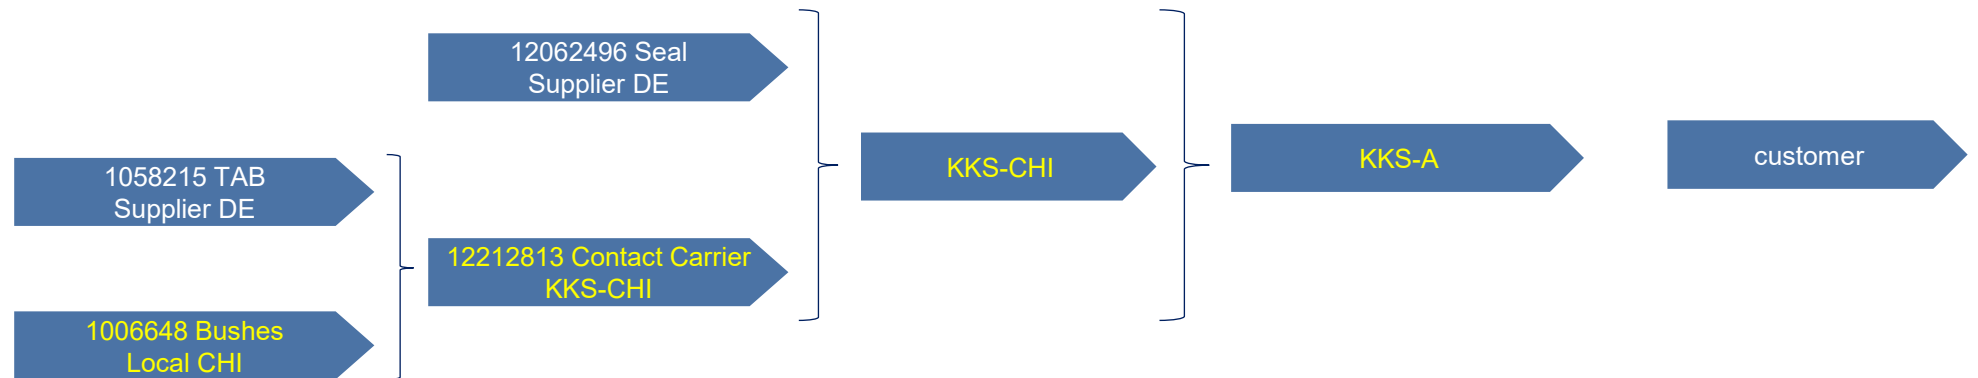 12062496 Seal
Supplier DE
1058215 TAB
Supplier DE
12212813 Contact Carrier
KKS-CHI
1006648 Bushes
Local CHI
KKS-CHI
KKS-A
customer